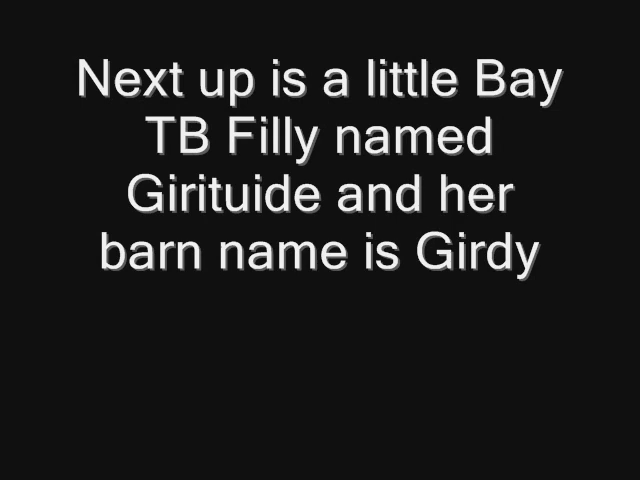 Next up is a little Bay
TB Filly named
Girituide and her
barn name is Girdy